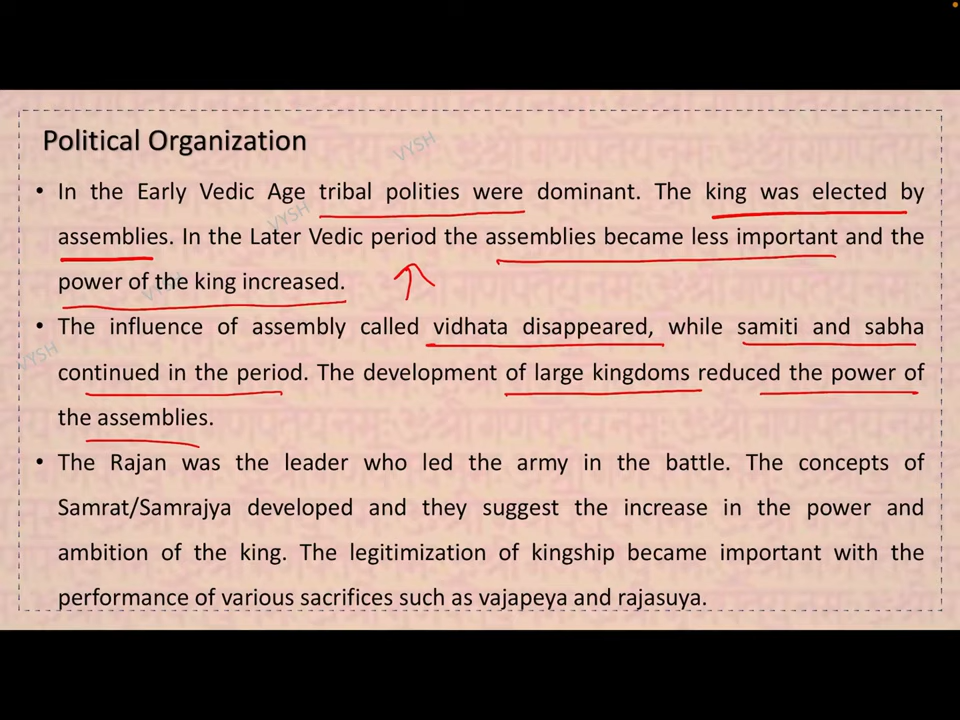 Political Organization
• In the Early Vedic Age tribal polities were dominant. The king was elected by
assemblies. In the Later Vedic period the assemblies became less important and the
power of the king increased.
• The influence of assembly called vidhata disappeared, while samiti and sabha
continued in the period. The development of large kingdoms reduced the power of
the assemblies.
• The Rajan was the leader who led the army in the battle. The concepts of
Samrat/Samrajya developed and they suggest the increase in the power and
ambition of the king. The legitimization of kingship became important with the
performance of various sacrifices such as vajapeya and rajasuya.
VYSH
VYSH
VYSH
VYSH